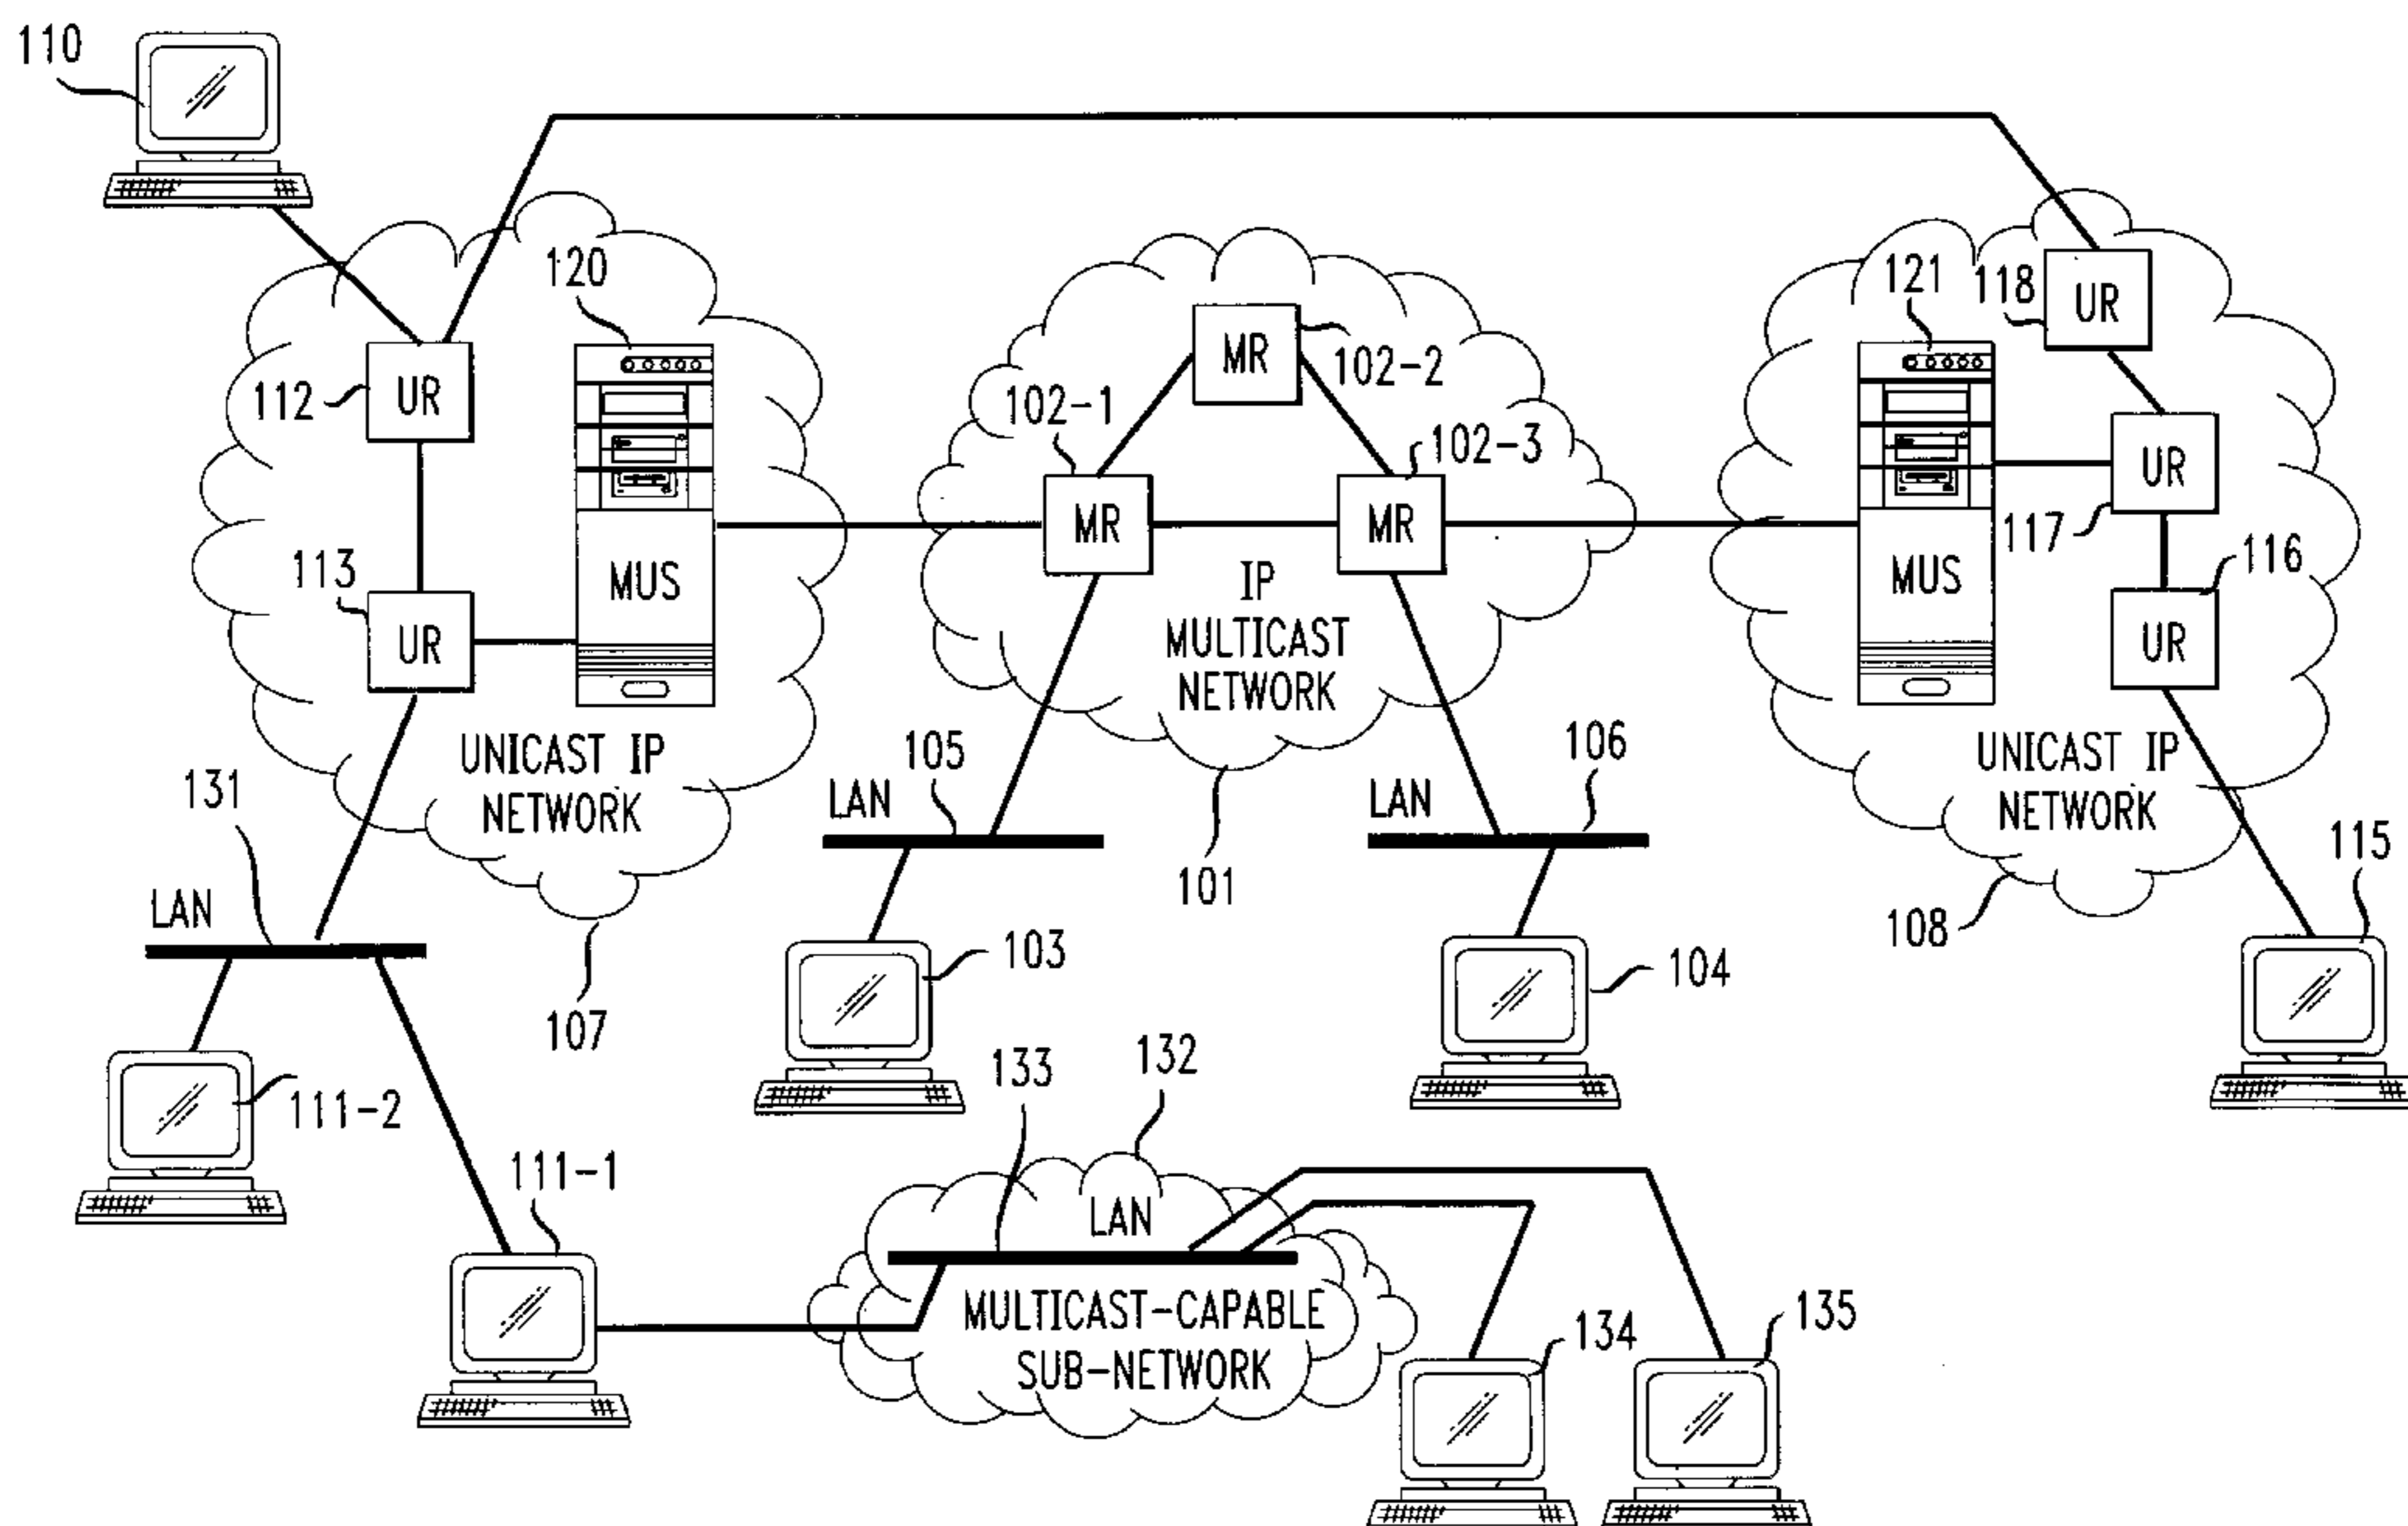 110
120
121
118
UR
MR
102-2
112
UR
102-1
102-3
UR
MR
MR
117
113
MUS
IP
MULTICAST
NETWORK
MUS
116
UR
UR
UNICAST IP
NETWORK
105
LAN
106
LAN
UNICAST IP
NETWORK
131
LAN
101
115
108
107
103
104
111-2
133
132
111-1
LAN
MULTICAST-CAPABLE
SUB-NETWORK
134
135